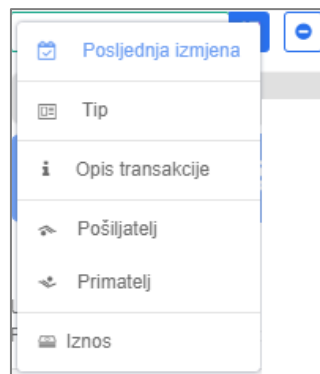 Posljednja izmjena
Tip
Opis transakcije
Pošiljatelj
Primatelj
Iznos